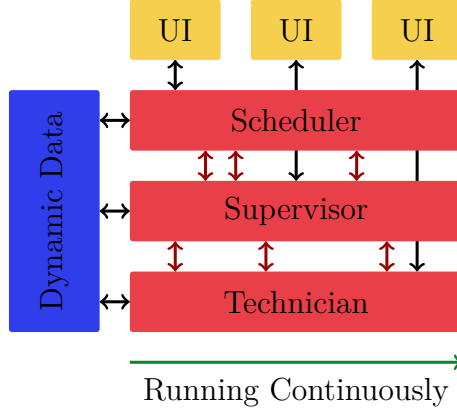 UI UI UI
Scheduler
Dynamic Data
Supervisor
Technician
Running Continuously